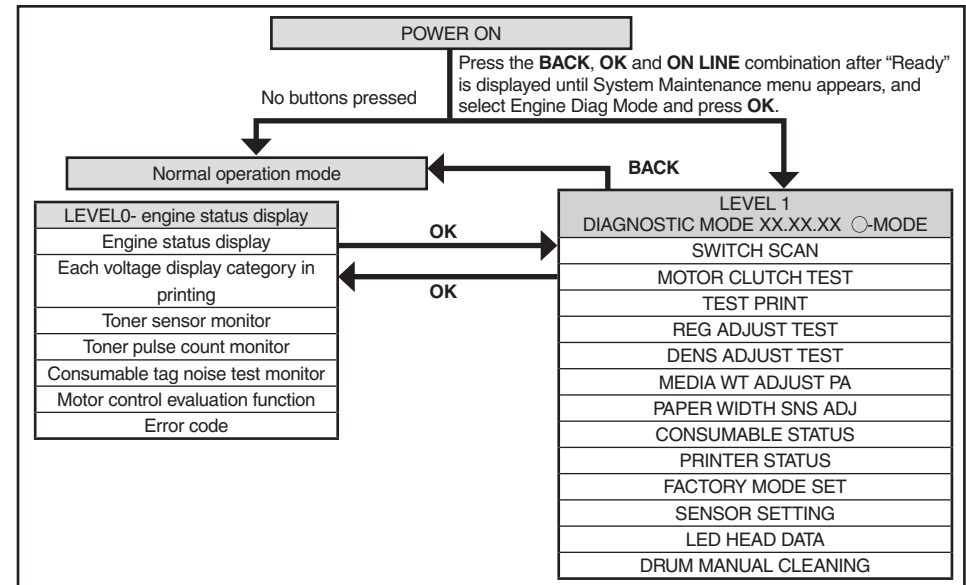 POWER ON
Press the BACK, OK and ON LINE combination after “Ready”
is displayed until System Maintenance menu appears, and
select Engine Diag Mode and press OK.
No buttons pressed
Normal operation mode
BACK
LEVEL0- engine status display
Engine status display
Each voltage display category in
printing
Toner sensor monitor
Toner pulse count monitor
Consumable tag noise test monitor
Motor control evaluation function
Error code
OK
OK
LEVEL 1
DIAGNOSTIC MODE XX.XX.XX ○-MODE
SWITCH SCAN
MOTOR CLUTCH TEST
TEST PRINT
REG ADJUST TEST
DENS ADJUST TEST
MEDIA WT ADJUST PA
PAPER WIDTH SNS ADJ
CONSUMABLE STATUS
PRINTER STATUS
FACTORY MODE SET
SENSOR SETTING
LED HEAD DATA
DRUM MANUAL CLEANING